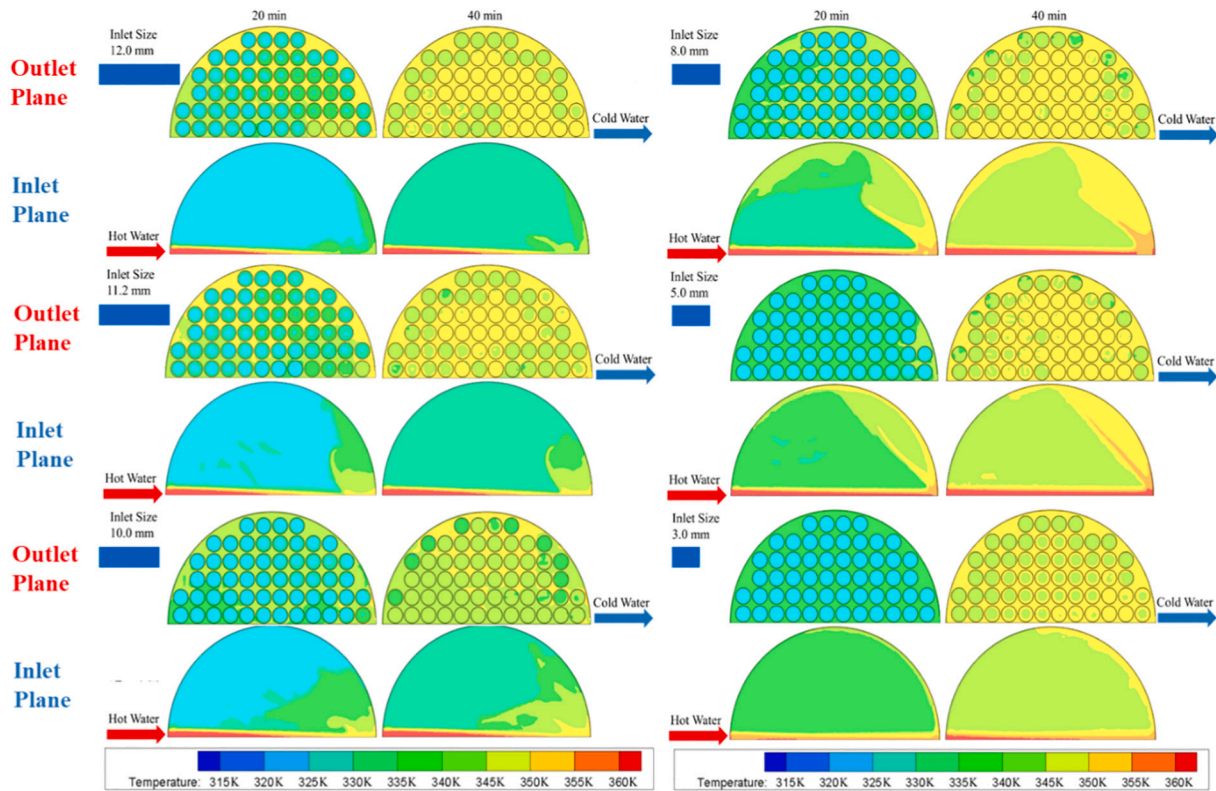 20 min
40 min
20 min
40 min
Inlet Size
12.0 mm
Inlet Size
8.0 mm
Outlet
Plane
Cold Water
Cold Water
Inlet
Plane
Hot Water
Hot Water
Inlet Size
11.2 mm
Inlet Size
5.0 mm
Outlet
Plane
Cold Water
Cold Water
Inlet
Plane
Hot Water
Hot Water
Inlet Size
10.0 mm
Inlet Size
3.0 mm
Outlet
Plane
Cold Water
Cold Water
Inlet
Plane
Hot Water
Hot Water
Temperature: 315K 320K 325K 330K 335K 340K 345K 350K 355K 360K
Temperature: 315K 320K 325K 330K 335K 340K 345K 350K 355K 360K